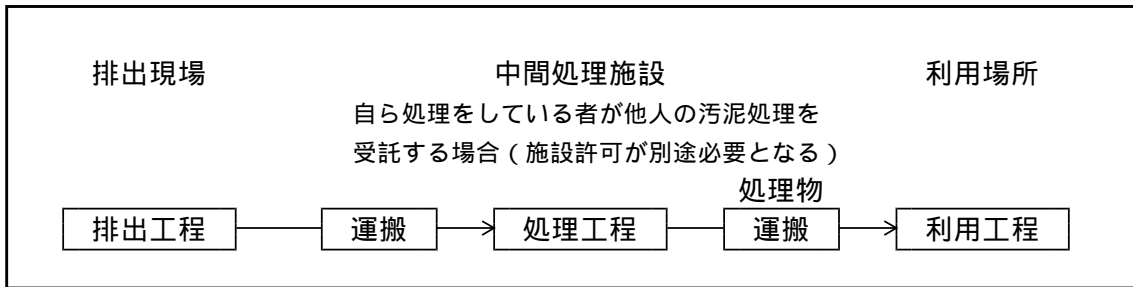 排出現場 中間処理施設 利用場所
自ら処理をしている者が他人の汚泥処理を
受託する場合(施設許可が別途必要となる)
処理物
排出工程 運搬 処理工程 運搬 利用工程